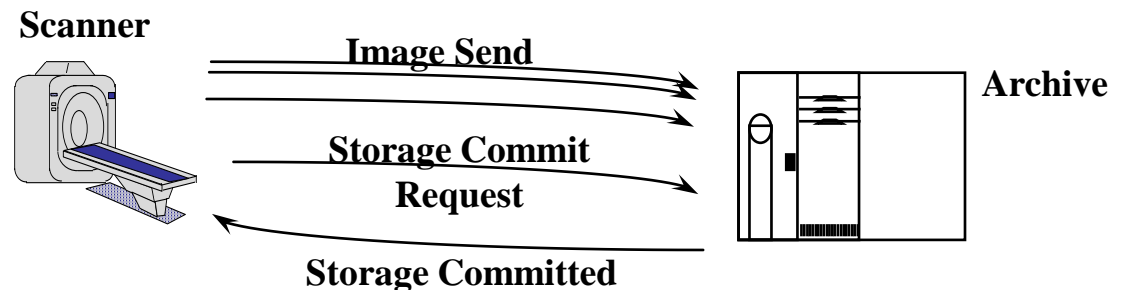 Scanner
Image Send
Archive
Storage Commit
Request
Storage Committed